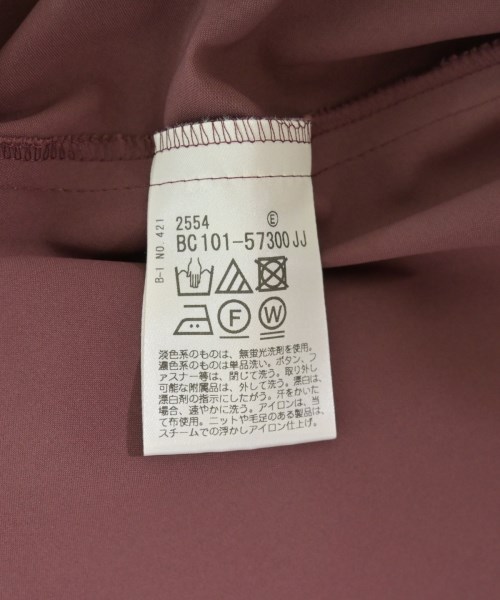 B-I NO.421
2554 Ⓔ
BC101-57300JJ
F W
淡色系のものは、無蛍光洗剤を使用。
濃色系のものは単品洗い。ボタン、フ
ァスナー等は、閉じて洗う。取り外し
可能な附属品は、外して洗う。漂白は、
漂白剤の指示にしたがう。汗をかいた
場合、速やかに洗う。アイロンは、当
て布使用。ニットや毛足のある製品は、
スチームでの浮かしアイロン仕上げ。